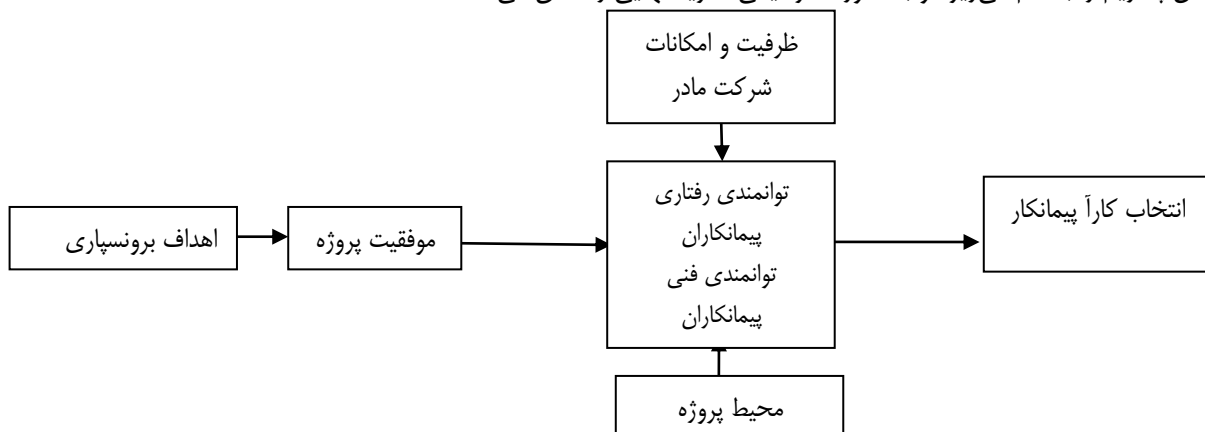 ظرفیت و امکانات
شرکت مادر
توانمندی رفتاری
پیمانکاران
توانمندی فنی
پیمانکاران
انتخاب کارآ پیمانکار
موفقیت پروژه
اهداف برونسپاری
محیط پروژه